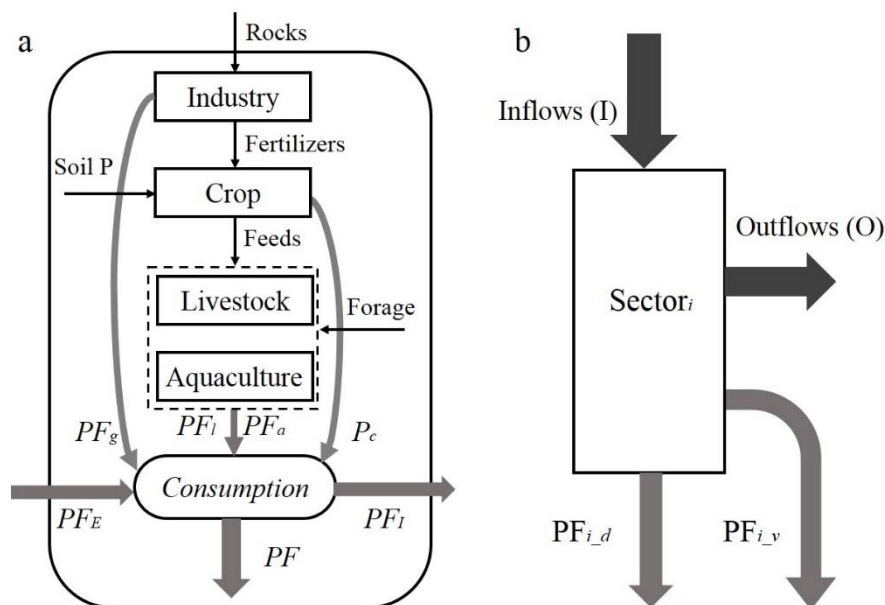 a
Rocks
Industry
Fertilizers
Soil P
Crop
Feeds
Livestock
Forage
Aquaculture
PFg
PFl
PFa
Pc
Consumption
PFE
PFI
PF
b
Inflows (I)
Outflows (O)
Sectori
PFi_d
PFi_v